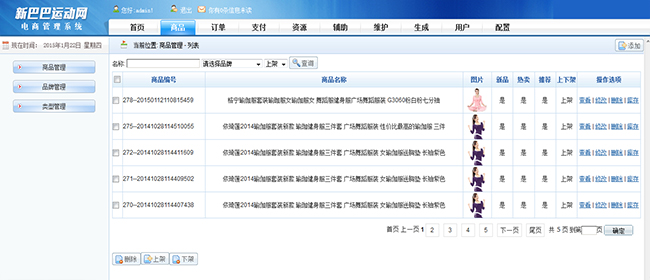 新巴巴运动网
电商管理系统
您好,admin1 退出 你有0条信息未读
首页 商品 订单 支付 资源 辅助 维护 生成 用户 配置
现在时间: 2015年1月22日 星期四
当前位置: 商品管理 - 列表
添加
商品管理
品牌管理
类型管理
名称 请选择品牌 上架 查询
商品编号 商品名称 图片 新品 热卖 推荐 上下架 操作选项
278--20150112110815459 格宁瑜伽服套装瑜伽服女瑜伽服女 舞蹈服健身服广场舞蹈服装 G3050粉白粉七分袖 是 是 是 上架 查看 | 修改 | 删除 | 库存
275--20141028114510055 依琦莲2014瑜伽服套装新款 瑜珈健身服三件套 广场舞蹈服装 性价比最高的瑜伽服 三件 是 是 是 上架 查看 | 修改 | 删除 | 库存
272--20141028114411609 依琦莲2014瑜伽服套装新款 瑜珈健身服三件套 广场舞蹈服装 女瑜伽服送胸垫 长袖紫色 是 是 是 上架 查看 | 修改 | 删除 | 库存
271--20141028114409502 依琦莲2014瑜伽服套装新款 瑜珈健身服三件套 广场舞蹈服装 女瑜伽服送胸垫 长袖紫色 是 是 是 上架 查看 | 修改 | 删除 | 库存
270--20141028114407438 依琦莲2014瑜伽服套装新款 瑜珈健身服三件套 广场舞蹈服装 女瑜伽服送胸垫 长袖紫色 是 是 是 上架 查看 | 修改 | 删除 | 库存
首页 上一页 1 2 3 4 5 下一页 尾页 共 5 页 到第 页 确定
删除 上架 下架